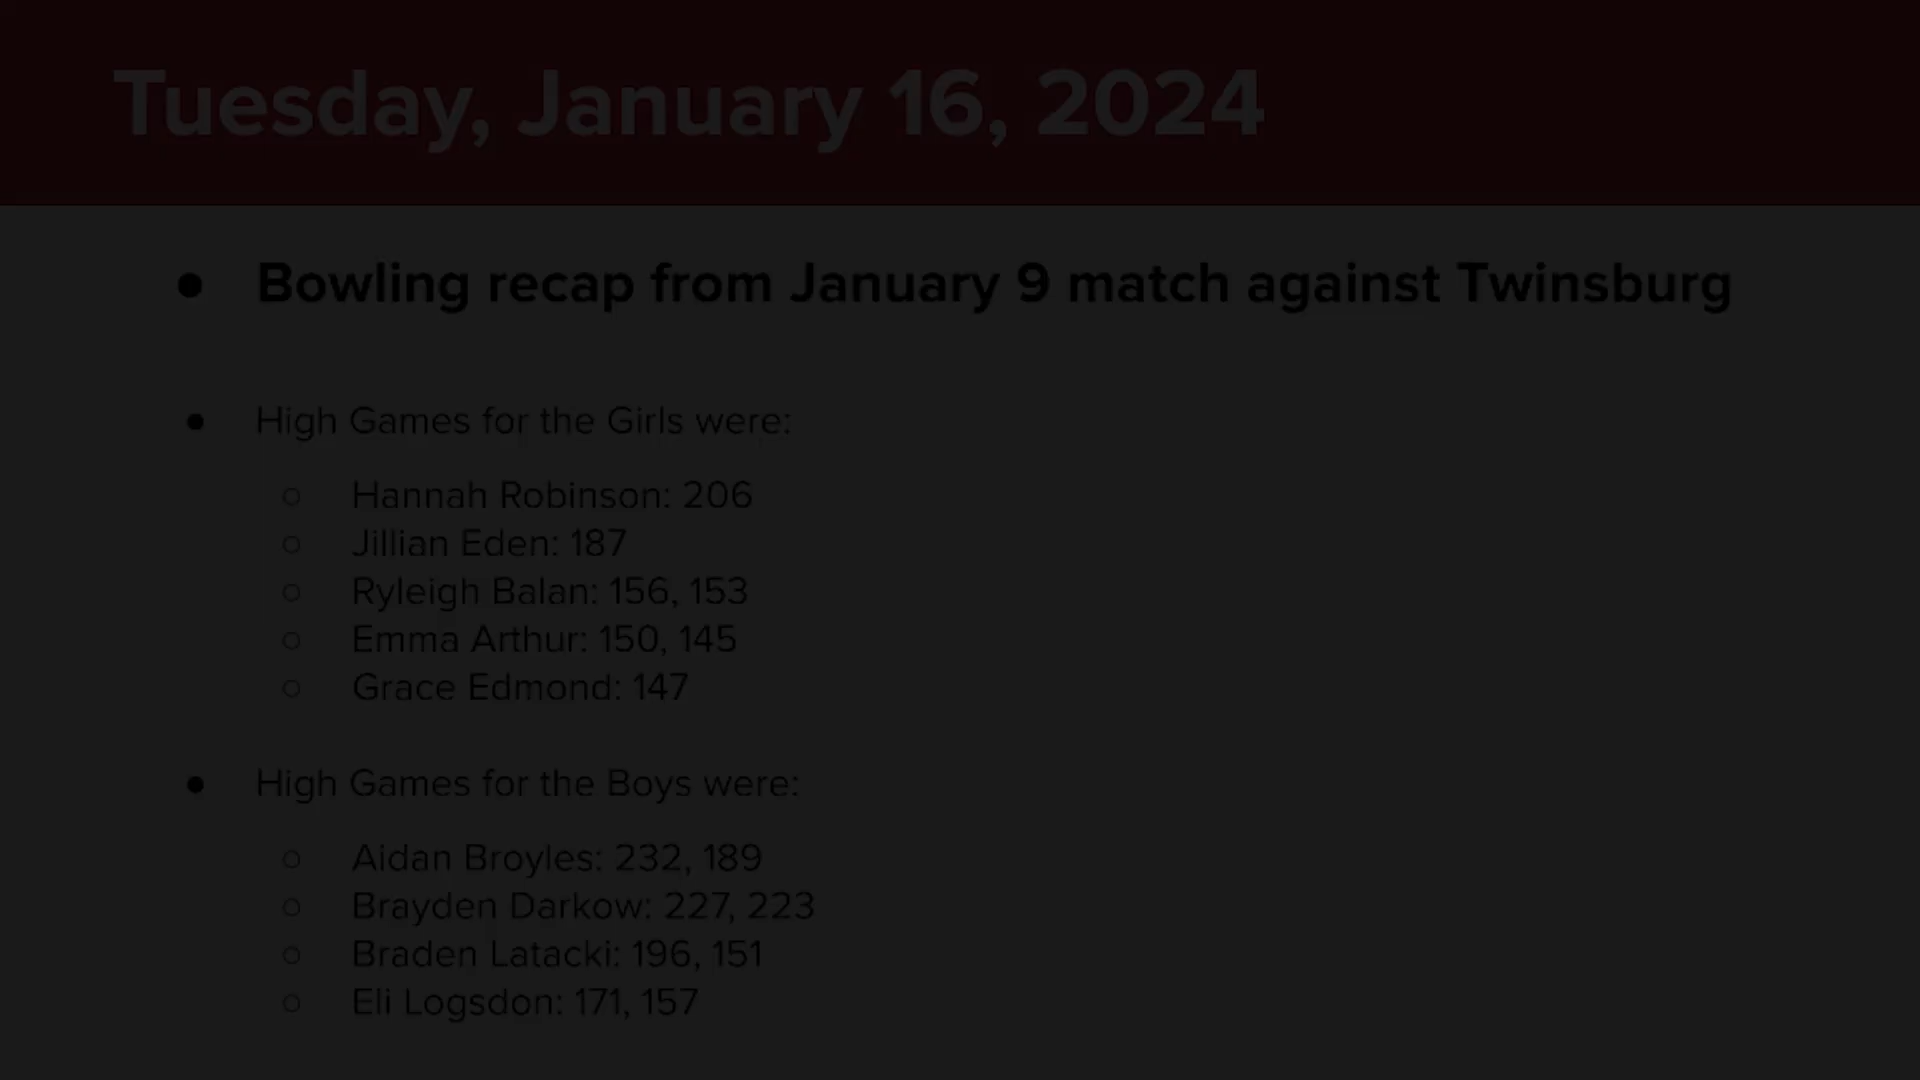 Tuesday, January 16, 2024
● Bowling recap from January 9 match against Twinsburg
● High Games for the Girls were:
○ Hannah Robinson: 206
○ Jillian Eden: 187
○ Ryleigh Balan: 156, 153
○ Emma Arthur: 150, 145
○ Grace Edmond: 147
● High Games for the Boys were:
○ Aidan Broyles: 232, 189
○ Brayden Darkow: 227, 223
○ Braden Latacki: 196, 151
○ Eli Logsdon: 171, 157